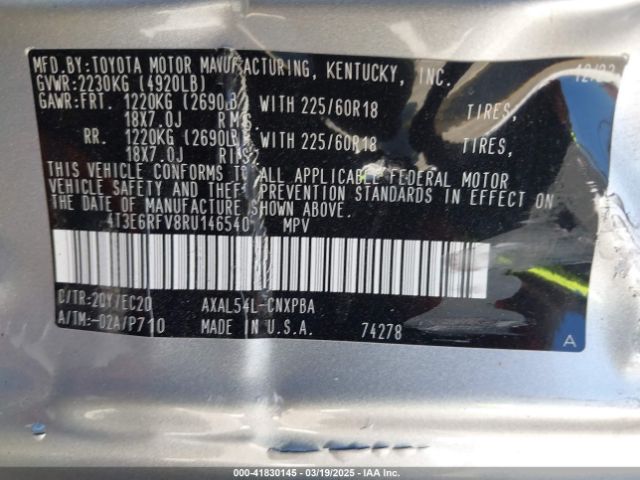 MFD.BY:TOYOTA MOTOR MANUFACTURING, KENTUCKY, INC. 12/23
GVWR:2230KG (4920LB)
GAWR:FRT. 1220KG (2690LB) WITH 225/60R18 TIRES,
18X7.0J RIMS,
RR. 1220KG (2690LB) WITH 225/60R18 TIRES,
18X7.0J RIMS,
THIS VEHICLE CONFORMS TO ALL APPLICABLE FEDERAL MOTOR
VEHICLE SAFETY AND THEFT PREVENTION STANDARDS IN EFFECT ON
THE DATE OF MANUFACTURE SHOWN ABOVE.
4T3E6RFV8RU146540 MPV
C/TR:2QY/EC20 AXAL54L-CNXPBA
A/TM:-02A/P710 MADE IN U.S.A. 74278 A
000-41830145 - 03/19/2025 - IAA Inc.